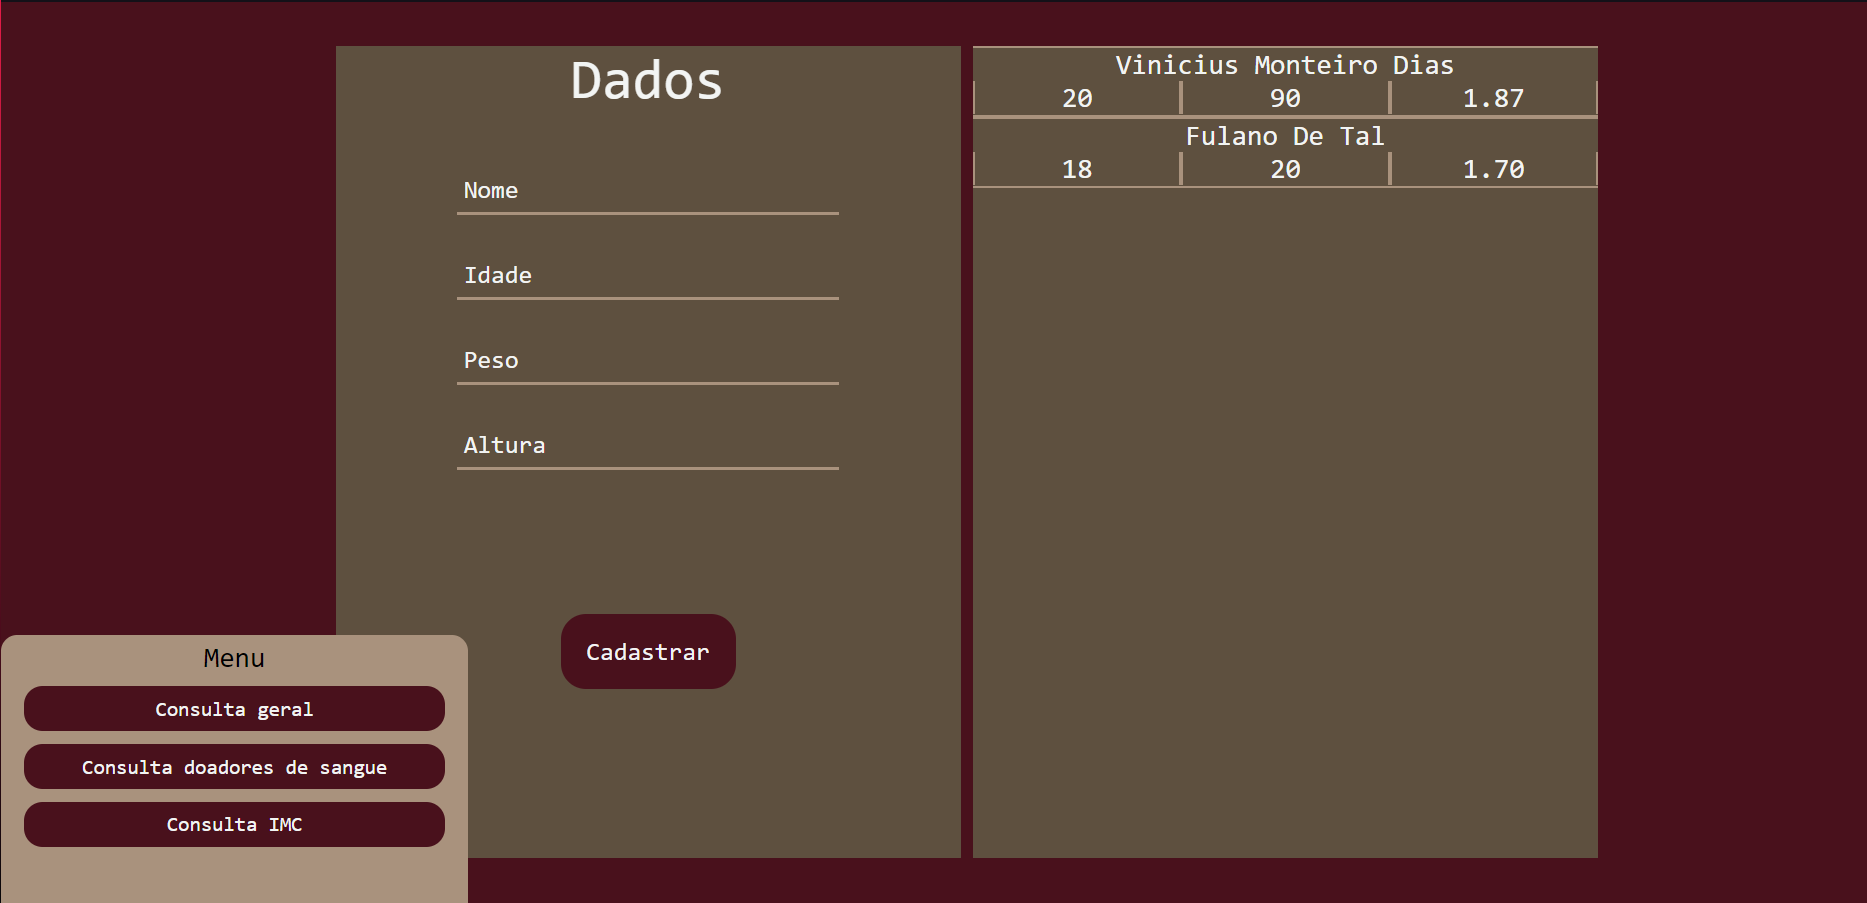 Dados
Nome
Idade
Peso
Altura
Cadastrar
Vinicius Monteiro Dias
20 90 1.87
Fulano De Tal
18 20 1.70
Menu
Consulta geral
Consulta doadores de sangue
Consulta IMC